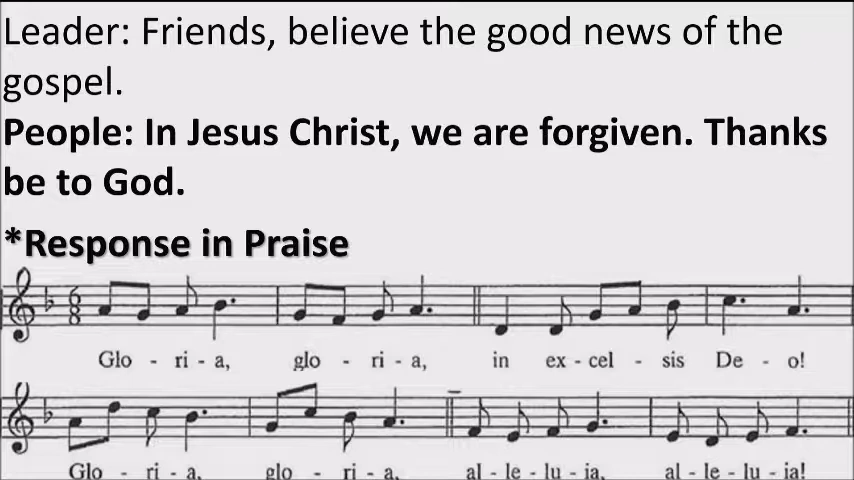 Leader: Friends, believe the good news of the
gospel.
People: In Jesus Christ, we are forgiven. Thanks
be to God.
*Response in Praise
6
8
Glo - ri - a, glo - ri - a, in ex - cel - sis De - o!
Glo - ri - a, glo - ri - a, al - le - lu - ia, al - le - lu - ia!